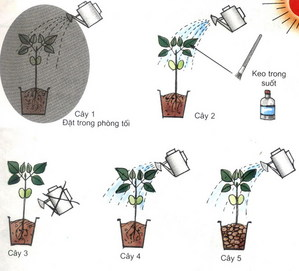 Cây 1
Đặt trong phòng tối
Cây 2
Keo trong
suốt
Cây 3
Cây 4
Cây 5